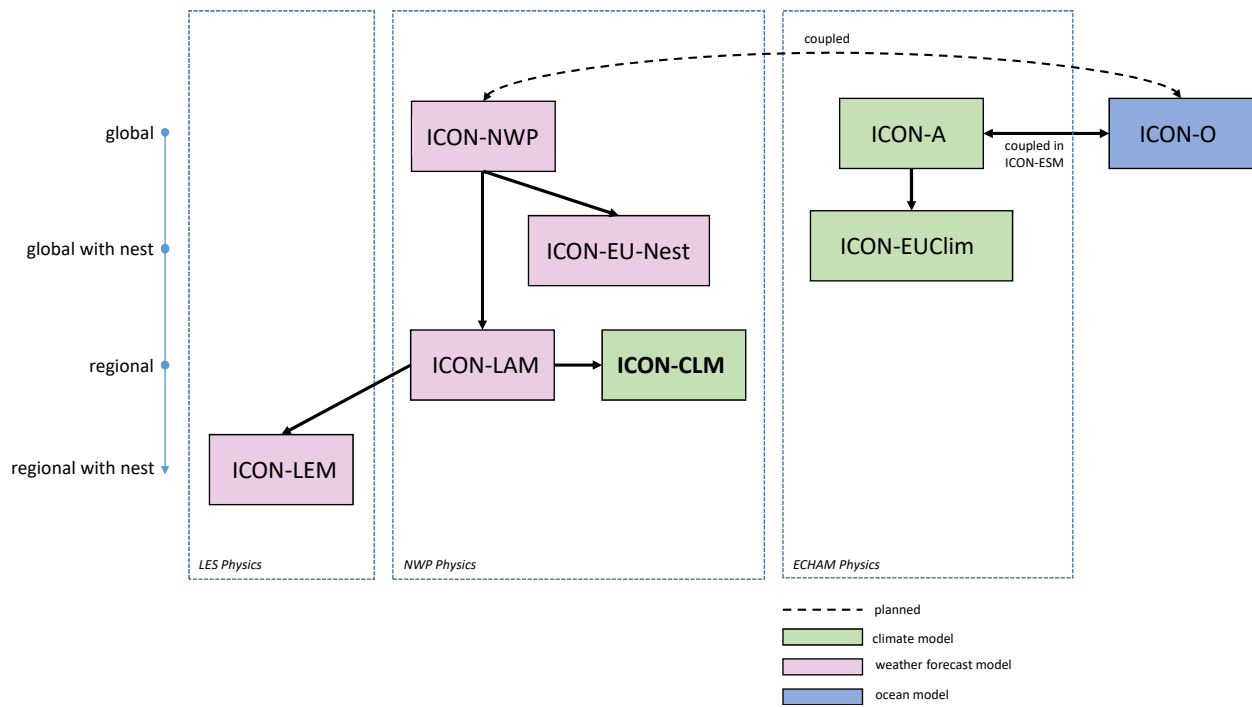 coupled
global
ICON-NWP
ICON-A
ICON-O
coupled in
ICON-ESM
global with nest
ICON-EU-Nest
ICON-EUClim
regional
ICON-LAM
ICON-CLM
regional with nest
ICON-LEM
LES Physics
NWP Physics
ECHAM Physics
planned
climate model
weather forecast model
ocean model